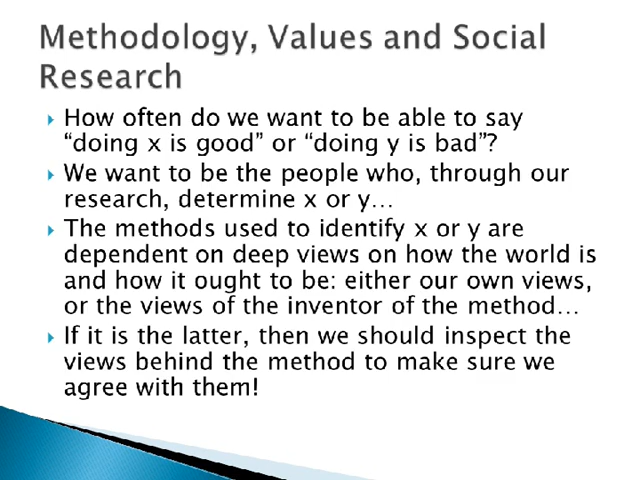 Methodology, Values and Social
Research
How often do we want to be able to say
“doing x is good” or “doing y is bad”?
We want to be the people who, through our
research, determine x or y…
The methods used to identify x or y are
dependent on deep views on how the world is
and how it ought to be: either our own views,
or the views of the inventor of the method…
If it is the latter, then we should inspect the
views behind the method to make sure we
agree with them!